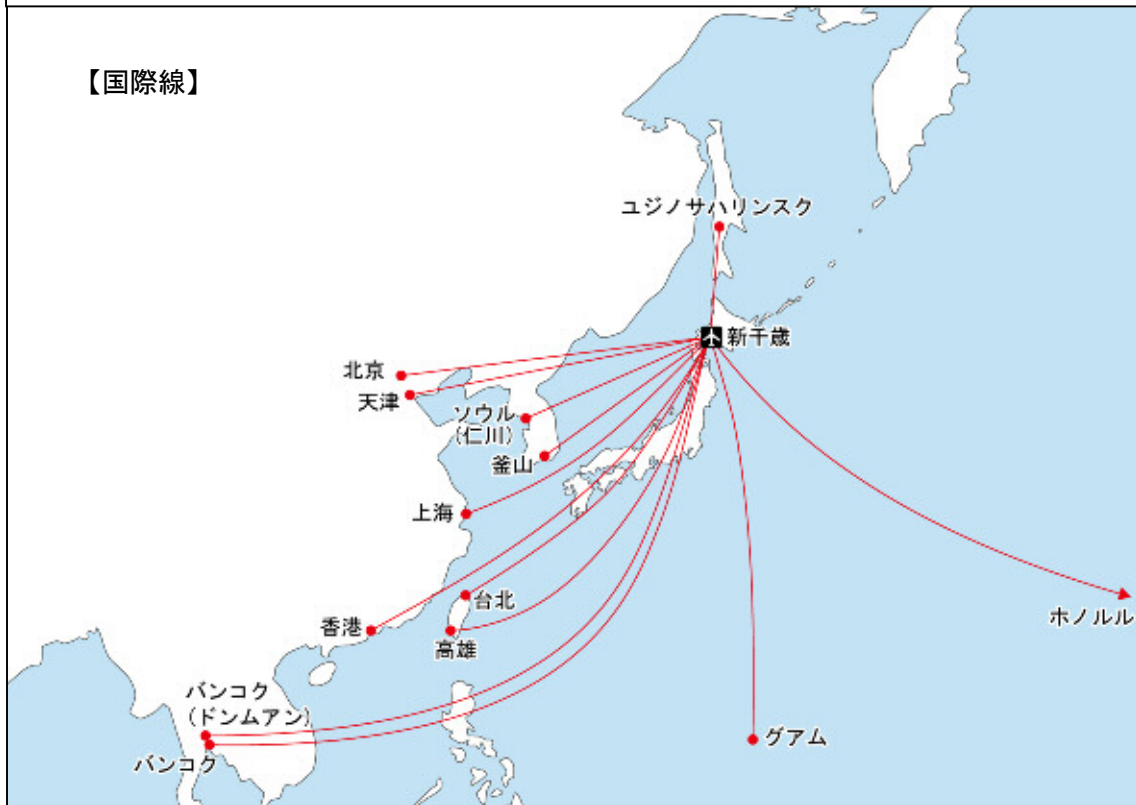 【国際線】
ユジノサハリンスク
新千歳
北京
天津
ソウル
(仁川)
釜山
上海
台北
香港
高雄
ホノルル
バンコク
(ドンムアン)
バンコク
グアム